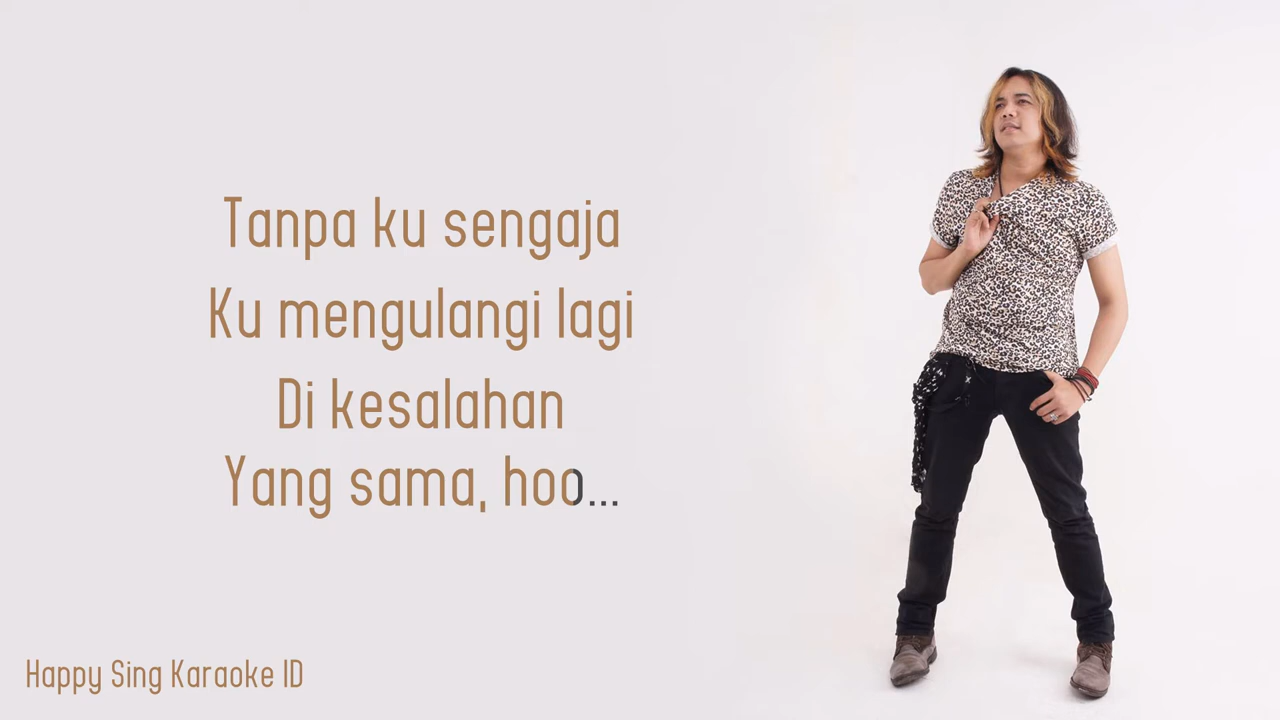 Tanpa ku sengaja
Ku mengulangi lagi
Di kesalahan
Yang sama, hoo...
Happy Sing Karaoke ID